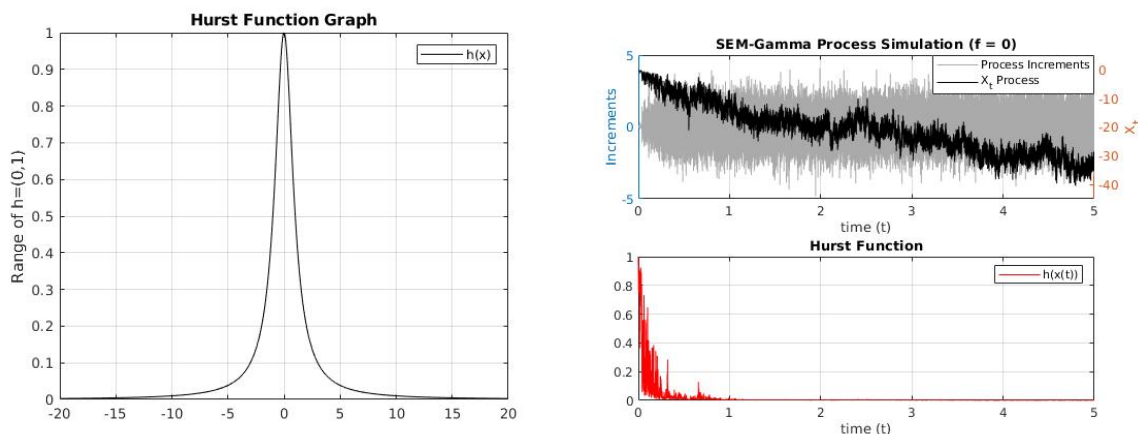 Hurst Function Graph
Range of h=(0,1)
1
0.9
0.8
0.7
0.6
0.5
0.4
0.3
0.2
0.1
0
-20 -15 -10 -5 0 5 10 15 20
h(x)
SEM-Gamma Process Simulation (f = 0)
Increments
5
0
-5
Process Increments
X_t Process
0
-10
-20
-30
-40
X_t
0 1 2 3 4 5
time (t)
Hurst Function
1
0.8
0.6
0.4
0.2
0
h(x(t))
0 1 2 3 4 5
time (t)